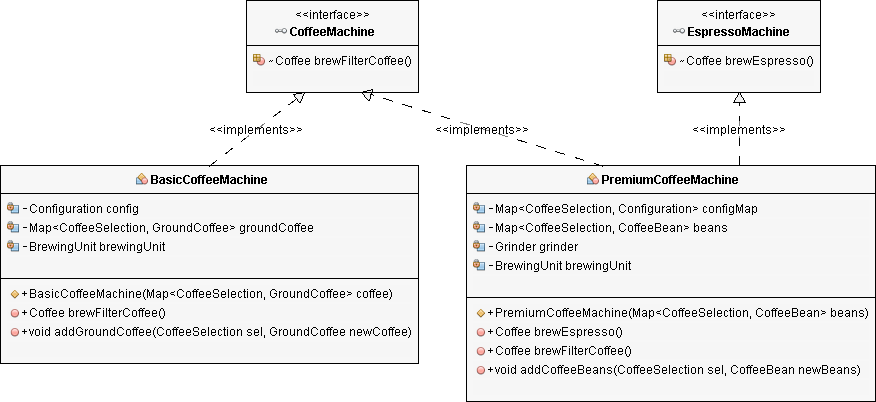 <<interface>>
CoffeeMachine
~ Coffee brewFilterCoffee()
<<interface>>
EspressoMachine
~ Coffee brewEspresso()
<<implements>>
<<implements>>
<<implements>>
BasicCoffeeMachine
- Configuration config
- Map<CoffeeSelection, GroundCoffee> groundCoffee
- BrewingUnit brewingUnit
+ BasicCoffeeMachine(Map<CoffeeSelection, GroundCoffee> coffee)
+ Coffee brewFilterCoffee()
+void addGroundCoffee(CoffeeSelection sel, GroundCoffee newCoffee)
PremiumCoffeeMachine
- Map<CoffeeSelection, Configuration> configMap
- Map<CoffeeSelection, CoffeeBean> beans
- Grinder grinder
- BrewingUnit brewingUnit
+ PremiumCoffeeMachine(Map<CoffeeSelection, CoffeeBean> beans)
+ Coffee brewEspresso()
+ Coffee brewFilterCoffee()
+void addCoffeeBeans(CoffeeSelection sel, CoffeeBean newBeans)